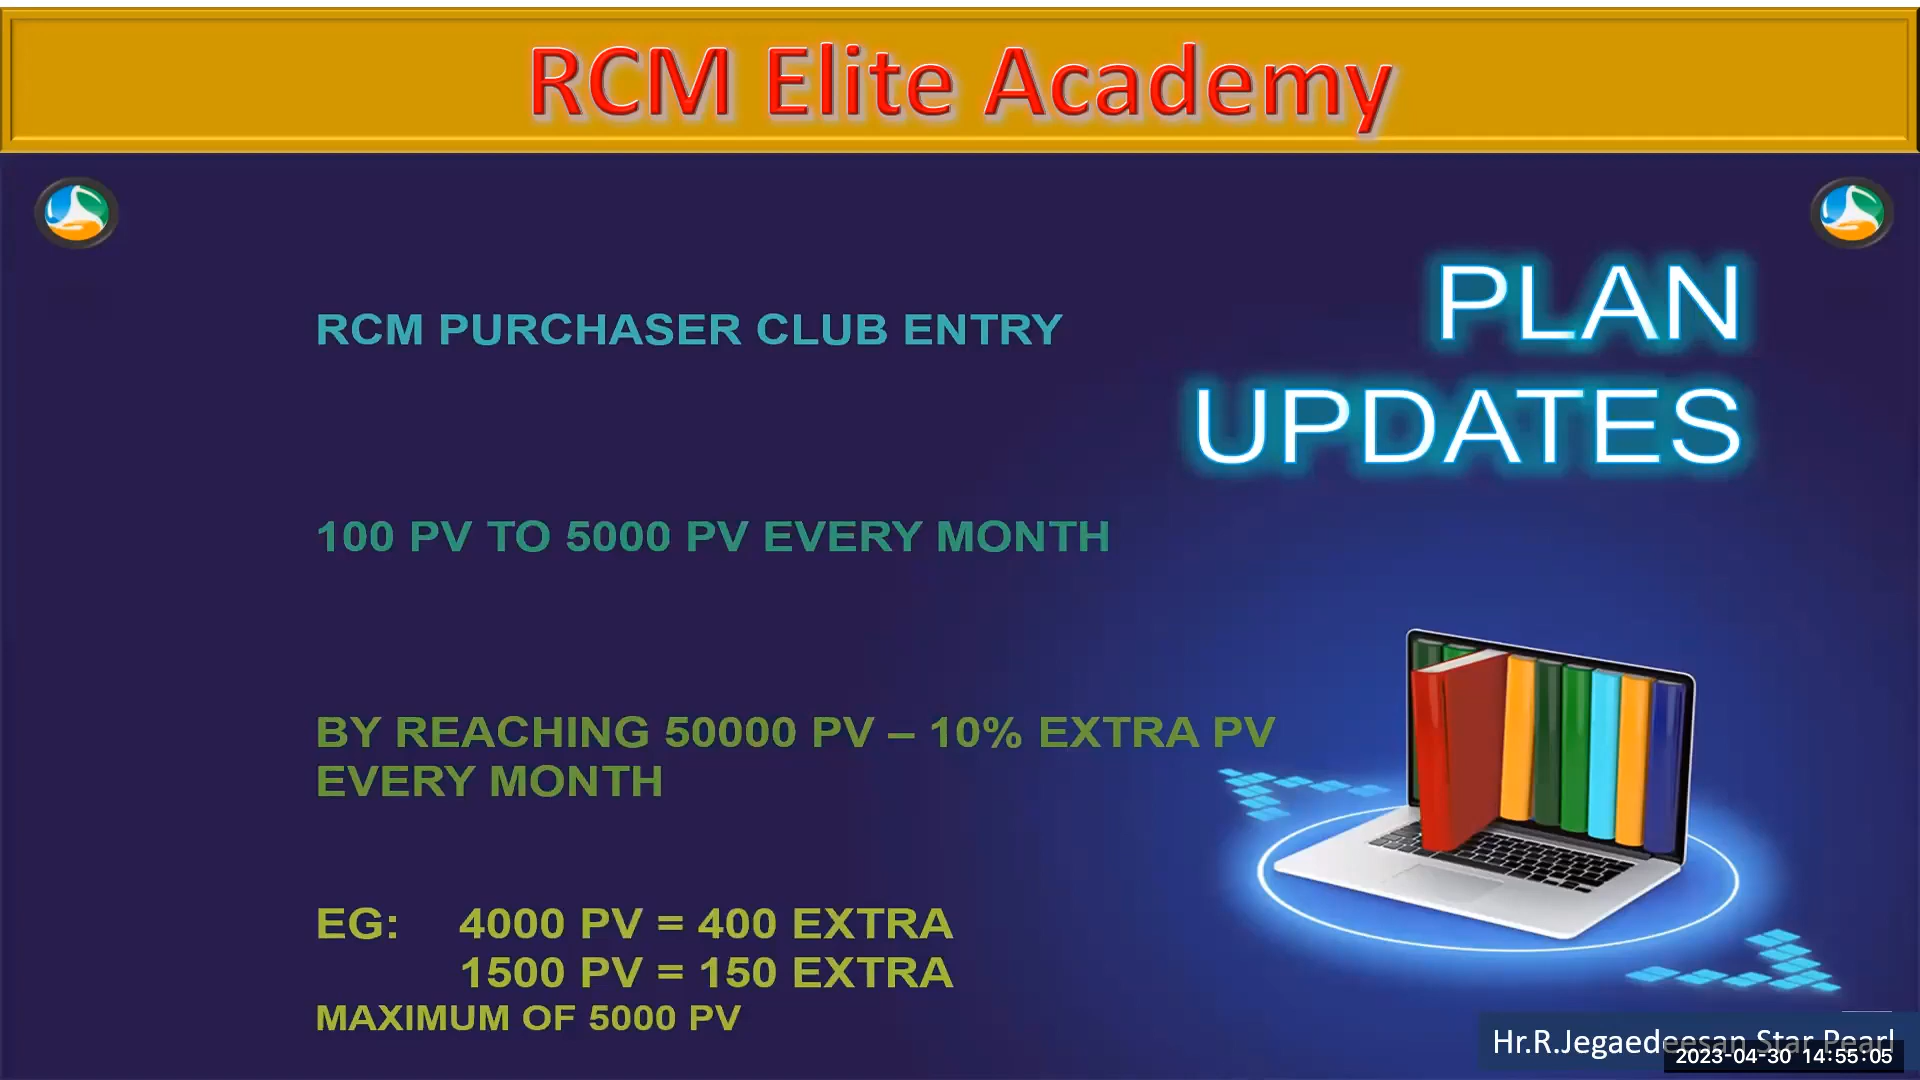 RCM Elite Academy
PLAN
UPDATES
RCM PURCHASER CLUB ENTRY
100 PV TO 5000 PV EVERY MONTH
BY REACHING 50000 PV – 10% EXTRA PV
EVERY MONTH
EG: 4000 PV = 400 EXTRA
1500 PV = 150 EXTRA
MAXIMUM OF 5000 PV
Hr.R.Jegaedeesan Star Pearl
2023-04-30 14:55:05